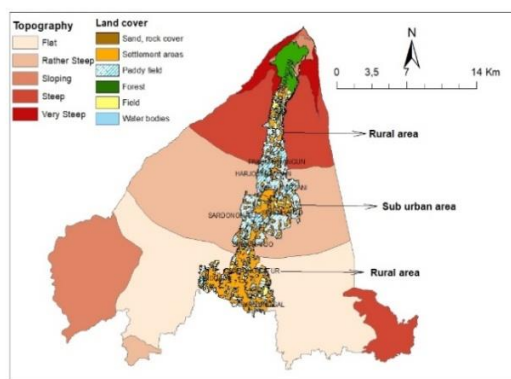 Topography
Flat
Rather Steep
Sloping
Steep
Very Steep
Land cover
Sand, rock cover
Settlement areas
Paddy field
Forest
Field
Water bodies
N
0 3,5 7 14 Km
Rural area
Sub urban area
Rural area